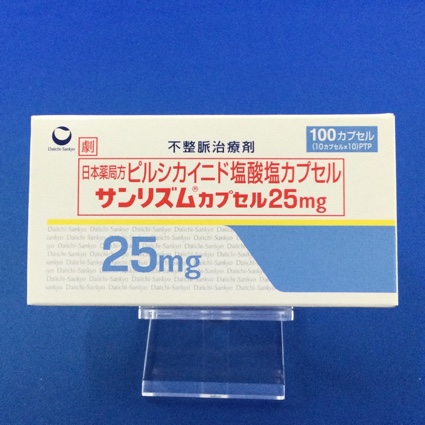 Daiichi-Sankyo
劇
不整脈治療剤
100カプセル
(10カプセル×10)PTP
日本薬局方ピルシカイニド塩酸塩カプセル
サンリズム®カプセル25mg
25mg